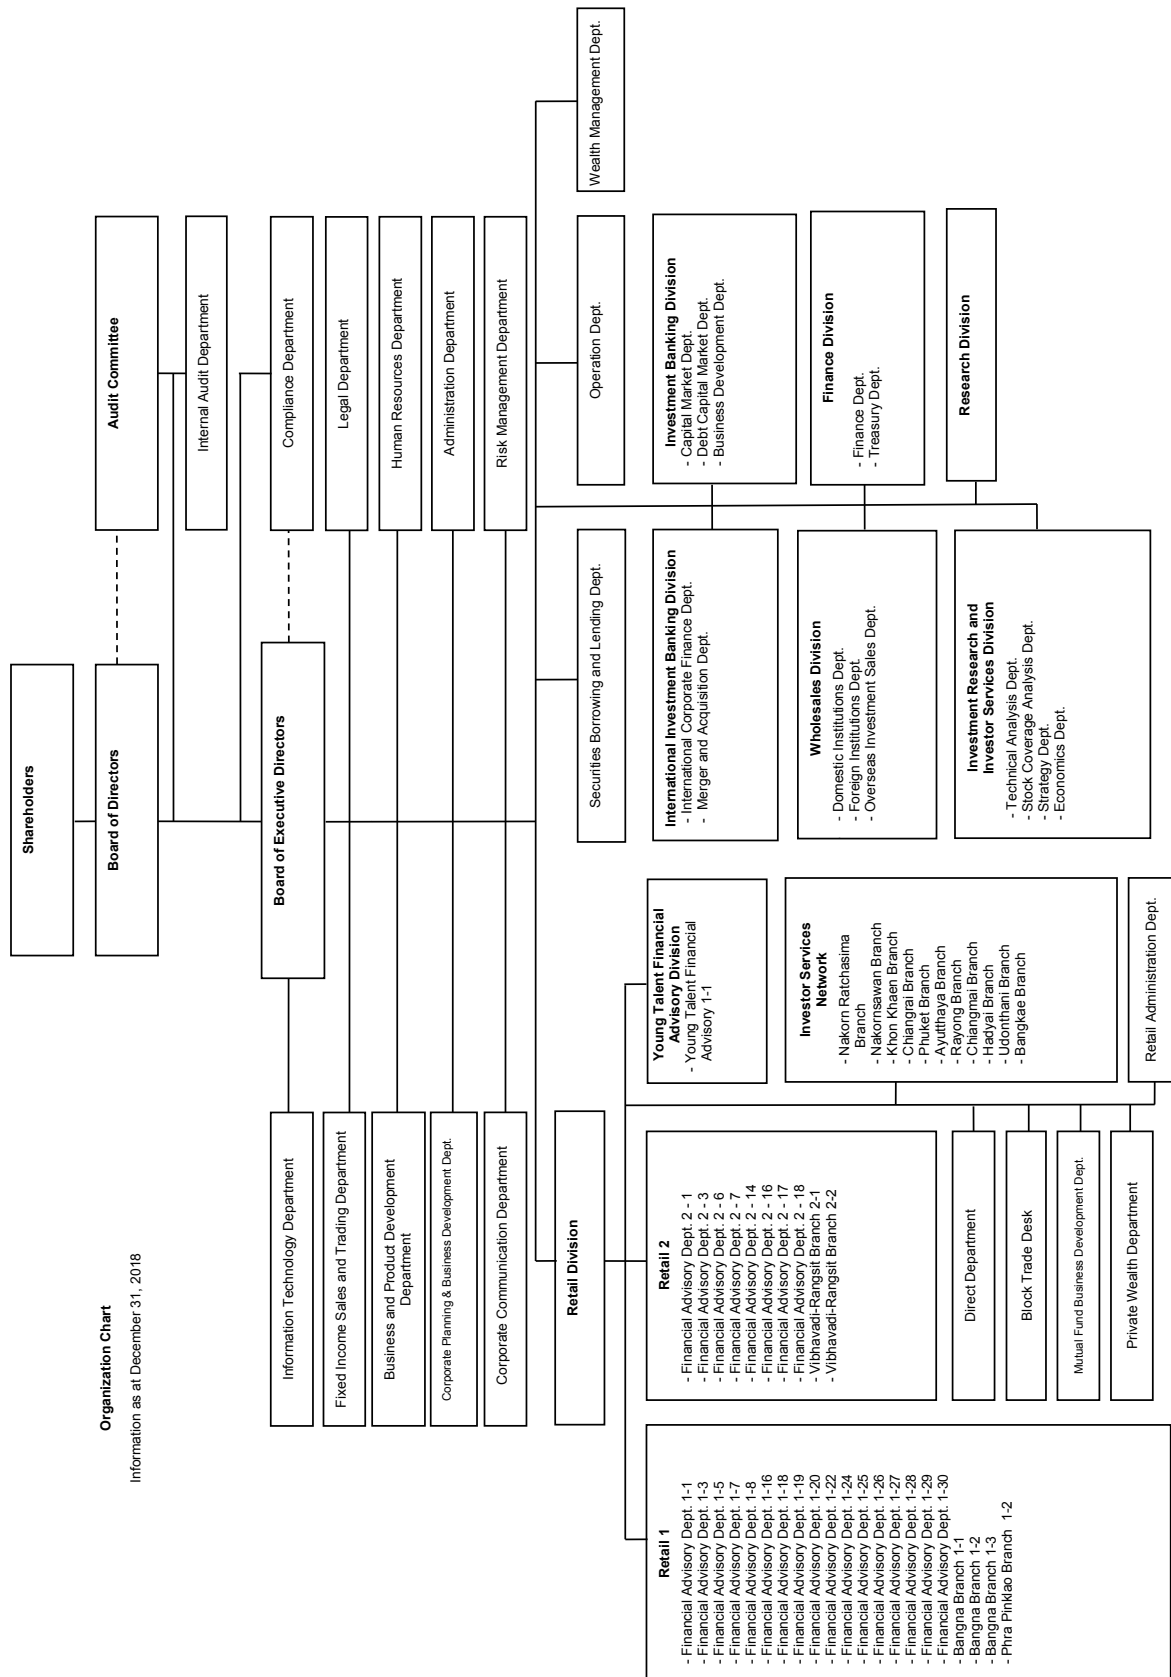 Organization Chart
Information as at December 31, 2018
Shareholders
Board of Directors
Audit Committee
Internal Audit Department
Board of Executive Directors
Information Technology Department
Compliance Department
Fixed Income Sales and Trading Department
Legal Department
Business and Product Development
Department
Human Resources Department
Corporate Planning & Business Development Dept.
Administration Department
Corporate Communication Department
Risk Management Department
Retail Division
Securities Borrowing and Lending Dept.
Operation Dept.
Wealth Management Dept.
Retail 1
- Financial Advisory Dept. 1-1
- Financial Advisory Dept. 1-3
- Financial Advisory Dept. 1-5
- Financial Advisory Dept. 1-7
- Financial Advisory Dept. 1-8
- Financial Advisory Dept. 1-16
- Financial Advisory Dept. 1-18
- Financial Advisory Dept. 1-19
- Financial Advisory Dept. 1-20
- Financial Advisory Dept. 1-22
- Financial Advisory Dept. 1-24
- Financial Advisory Dept. 1-25
- Financial Advisory Dept. 1-26
- Financial Advisory Dept. 1-27
- Financial Advisory Dept. 1-28
- Financial Advisory Dept. 1-29
- Financial Advisory Dept. 1-30
- Bangna Branch 1-1
- Bangna Branch 1-2
- Bangna Branch 1-3
- Phra Pinklao Branch 1-2
Retail 2
- Financial Advisory Dept. 2 - 1
- Financial Advisory Dept. 2 - 3
- Financial Advisory Dept. 2 - 6
- Financial Advisory Dept. 2 - 7
- Financial Advisory Dept. 2 - 14
- Financial Advisory Dept. 2 - 16
- Financial Advisory Dept. 2 - 17
- Financial Advisory Dept. 2 - 18
- Vibhavadi-Rangsit Branch 2-1
- Vibhavadi-Rangsit Branch 2-2
Direct Department
Block Trade Desk
Mutual Fund Business Development Dept.
Private Wealth Department
Young Talent Financial
Advisory Division
- Young Talent Financial
Advisory 1-1
Investor Services
Network
- Nakorn Ratchasima
Branch
- Nakornsawan Branch
- Khon Khaen Branch
- Chiangrai Branch
- Phuket Branch
- Ayutthaya Branch
- Rayong Branch
- Chiangmai Branch
- Hadyai Branch
- Udonthani Branch
- Bangkae Branch
Retail Administration Dept.
International Investment Banking Division
- International Corporate Finance Dept.
- Merger and Acquisition Dept.
Wholesales Division
- Domestic Institutions Dept.
- Foreign Institutions Dept.
- Overseas Investment Sales Dept.
Investment Research and
Investor Services Division
- Technical Analysis Dept.
- Stock Coverage Analysis Dept.
- Strategy Dept.
- Economics Dept.
Investment Banking Division
- Capital Market Dept.
- Debt Capital Market Dept.
- Business Development Dept.
Finance Division
- Finance Dept.
- Treasury Dept.
Research Division